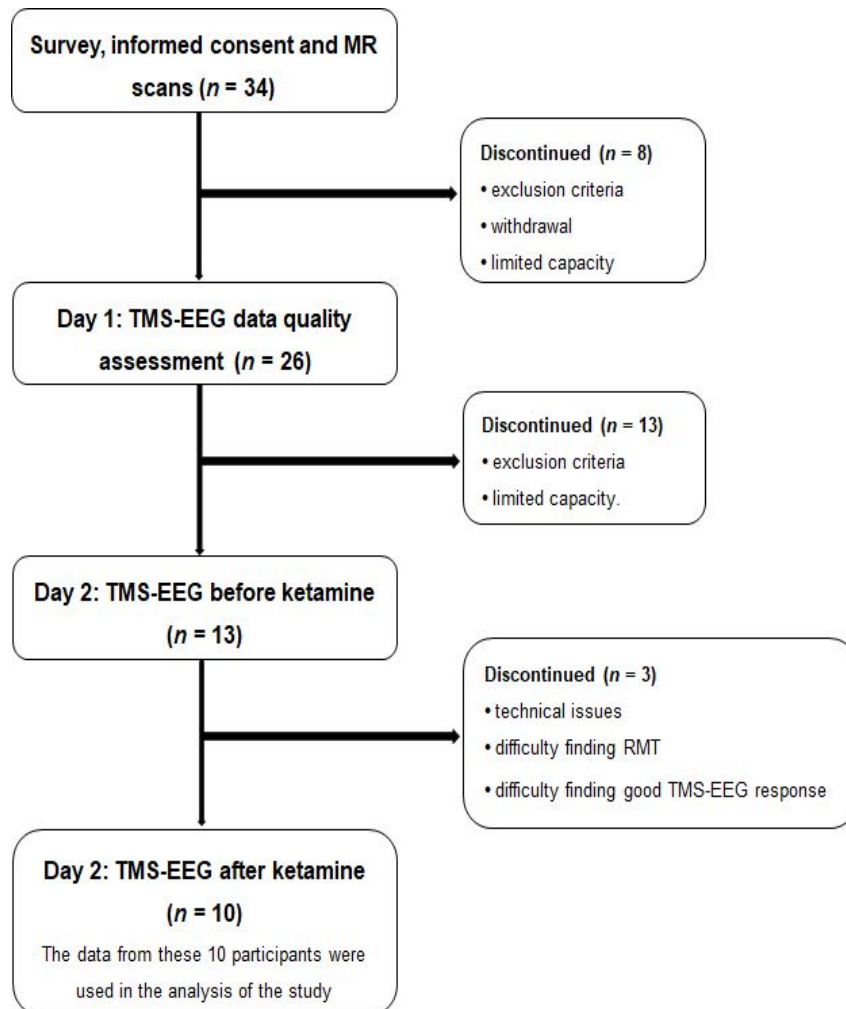 Survey, informed consent and MR
scans (n = 34)
Discontinued (n = 8)
• exclusion criteria
• withdrawal
• limited capacity
Day 1: TMS-EEG data quality
assessment (n = 26)
Discontinued (n = 13)
• exclusion criteria
• limited capacity.
Day 2: TMS-EEG before ketamine
(n = 13)
Discontinued (n = 3)
• technical issues
• difficulty finding RMT
• difficulty finding good TMS-EEG response
Day 2: TMS-EEG after ketamine
(n = 10)
The data from these 10 participants were
used in the analysis of the study